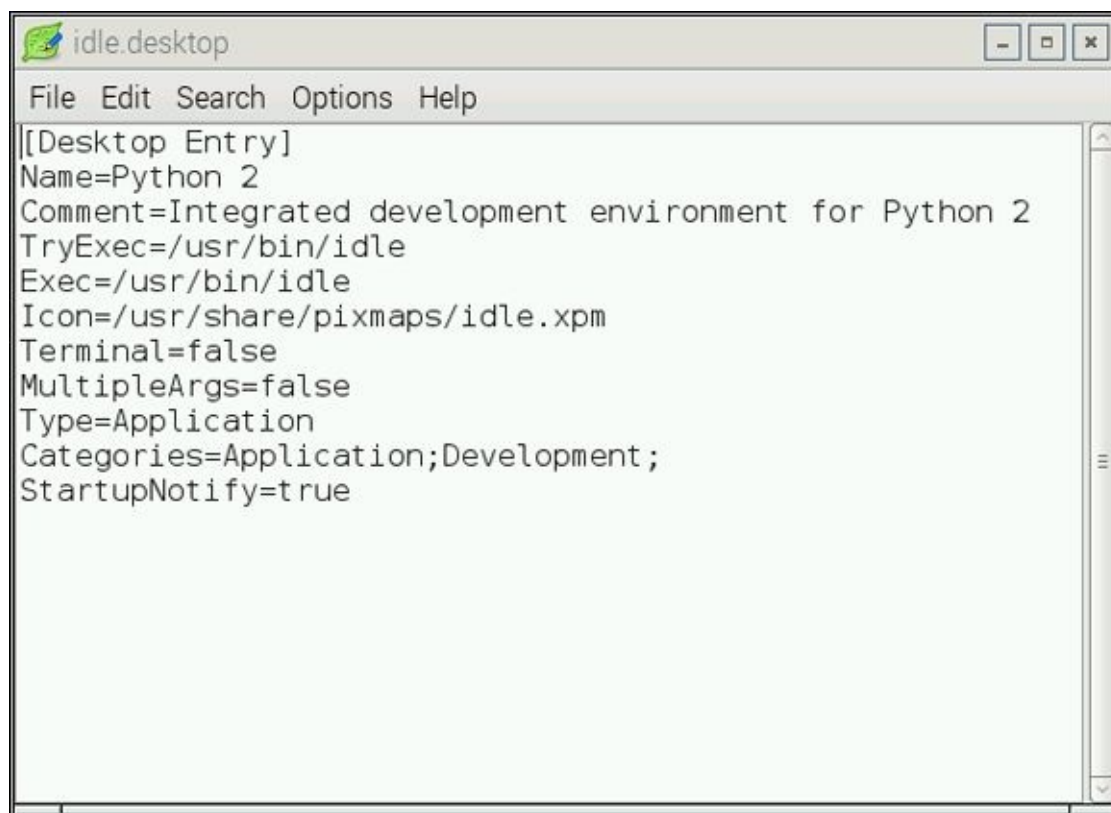 idle.desktop
File Edit Search Options Help
[Desktop Entry]
Name=Python 2
Comment=Integrated development environment for Python 2
TryExec=/usr/bin/idle
Exec=/usr/bin/idle
Icon=/usr/share/pixmaps/idle.xpm
Terminal=false
MultipleArgs=false
Type=Application
Categories=Application;Development;
StartupNotify=true